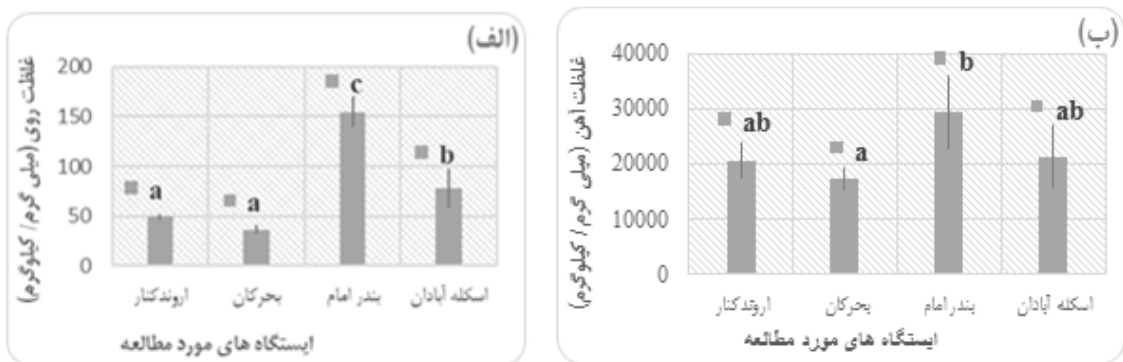 (الف)
غلظت روی (میلی گرم/ کیلوگرم)
200
150
100
50
0
a
a
c
b
اروندکنار
بحرکان
بندر امام
اسکله آبادان
ایستگاه های مورد مطالعه
(ب)
غلظت آهن (میلی گرم / کیلوگرم)
40000
30000
20000
10000
0
ab
a
b
ab
اروندکنار
بحرکان
بندر امام
اسکله آبادان
ایستگاه های مورد مطالعه